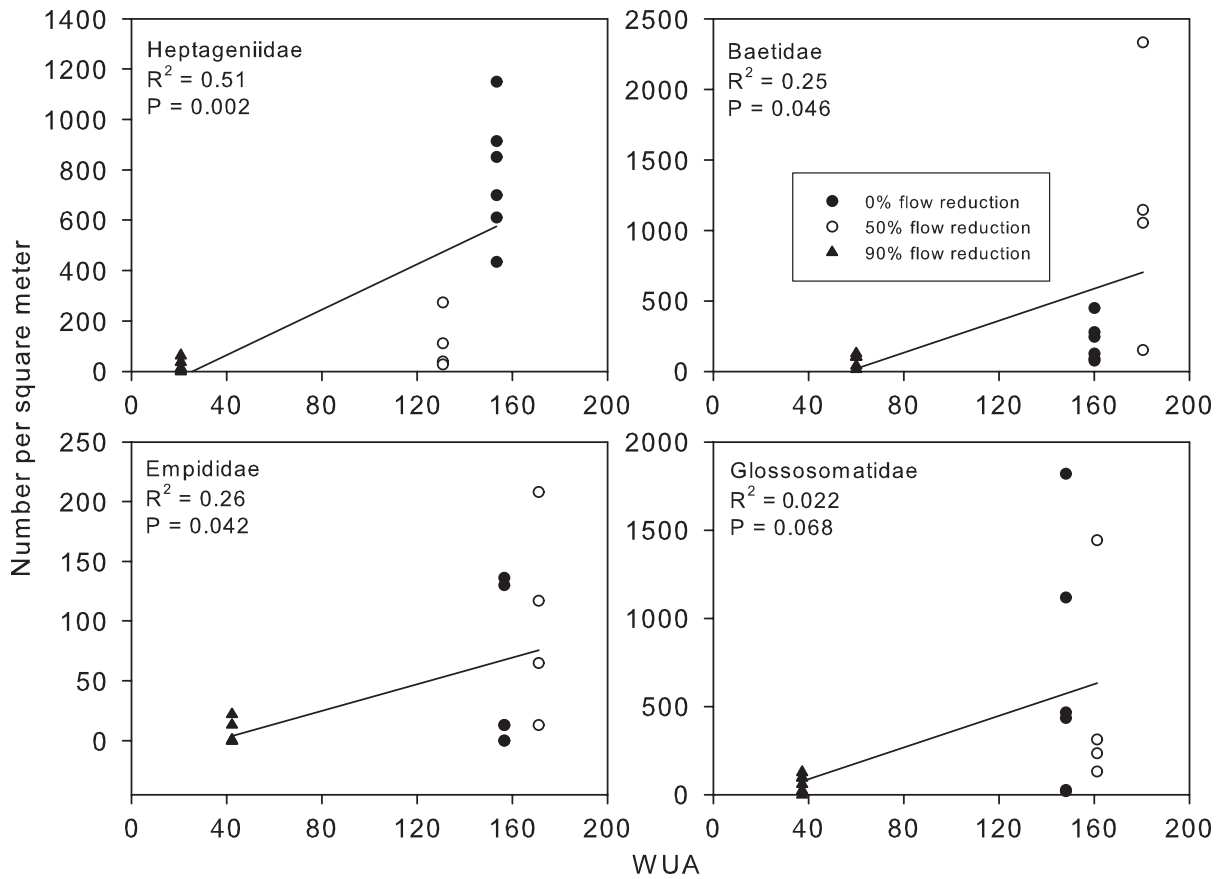 Number per square meter
1400
1200
1000
800
600
400
200
0
Heptageniidae
R² = 0.51
P = 0.002
0 40 80 120 160 200
2500
2000
1500
1000
500
0
Baetidae
R² = 0.25
P = 0.046
0% flow reduction
50% flow reduction
90% flow reduction
0 40 80 120 160 200
250
200
150
100
50
0
Empididae
R² = 0.26
P = 0.042
0 40 80 120 160 200
2000
1500
1000
500
0
Glossosomatidae
R² = 0.022
P = 0.068
0 40 80 120 160 200
WUA